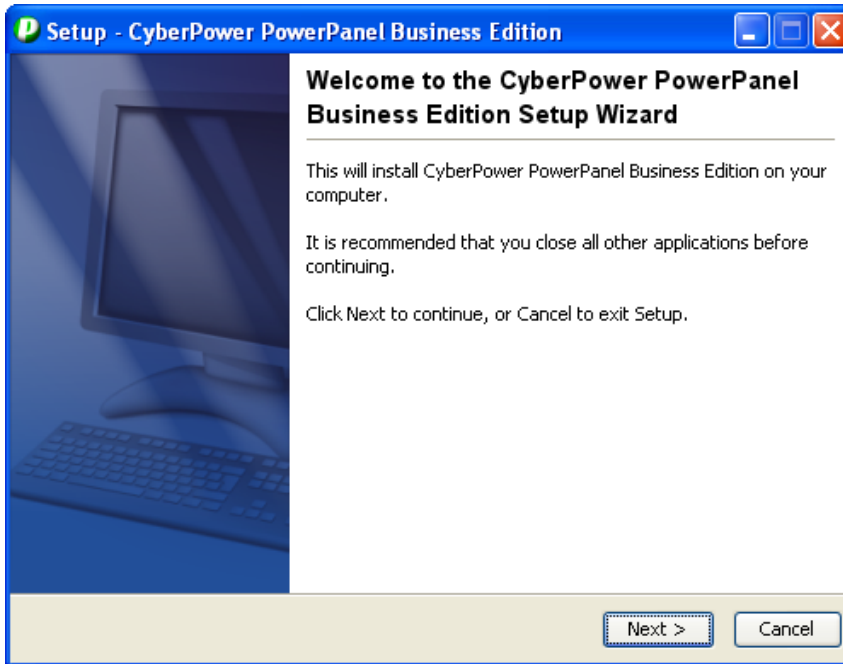 Setup - CyberPower PowerPanel Business Edition
Welcome to the CyberPower PowerPanel
Business Edition Setup Wizard
This will install CyberPower PowerPanel Business Edition on your
computer.
It is recommended that you close all other applications before
continuing.
Click Next to continue, or Cancel to exit Setup.
Next >
Cancel